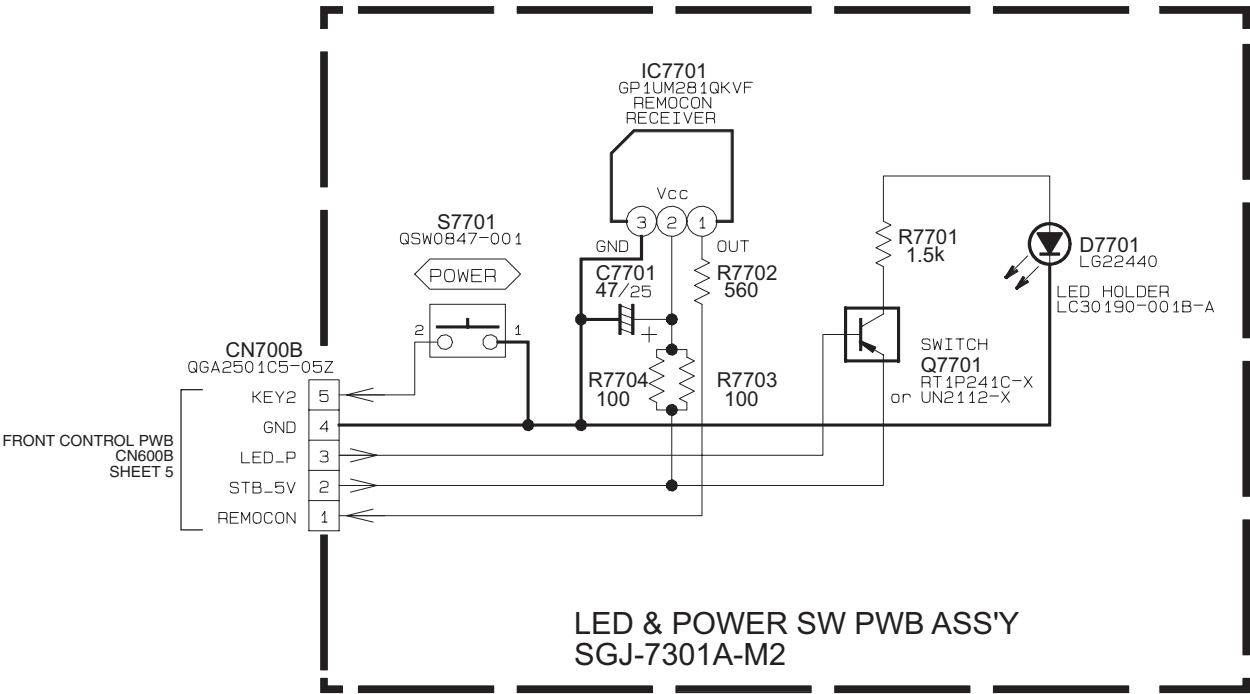 IC7701
GP1UM281QKVF
REMOCON
RECEIVER
Vcc
3 2 1
GND
OUT
S7701
QSW0847-001
POWER
2
1
C7701
47/25
+
R7702
560
R7701
1.5k
D7701
LG22440
LED HOLDER
LC30190-001B-A
SWITCH
Q7701
RT1P241C-X
or UN2112-X
R7704
100
R7703
100
CN700B
QGA2501C5-05Z
KEY2 5
GND 4
LED_P 3
STB_5V 2
REMOCON 1
FRONT CONTROL PWB
CN600B
SHEET 5
LED & POWER SW PWB ASS'Y
SGJ-7301A-M2